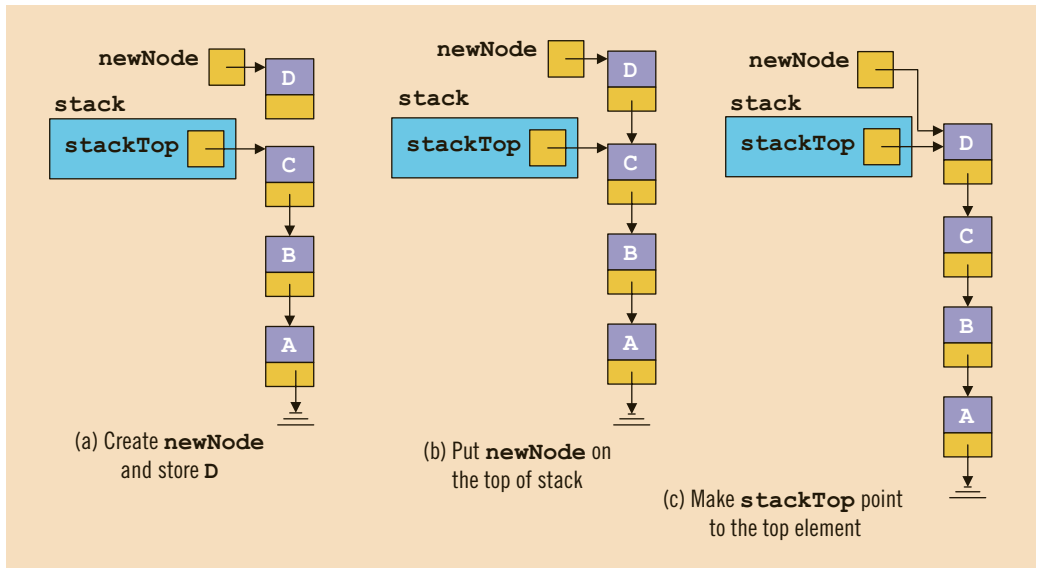 newNode
D
stack
stackTop
C
B
A
(a) Create newNode
and store D
newNode
D
stack
stackTop
C
B
A
(b) Put newNode on
the top of stack
newNode
stack
stackTop
D
C
B
A
(c) Make stackTop point
to the top element